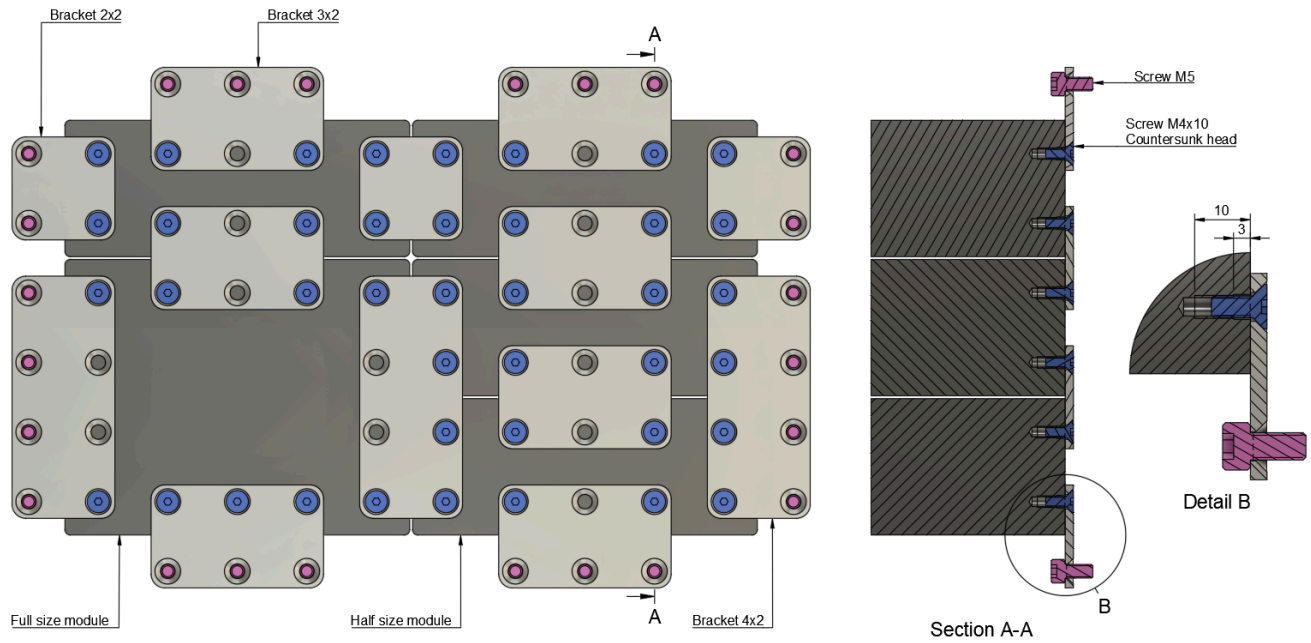 Bracket 2x2
Bracket 3x2
A
Screw M5
Screw M4x10
Countersunk head
10
3
Detail B
B
Full size module
Half size module
A
Bracket 4x2
Section A-A